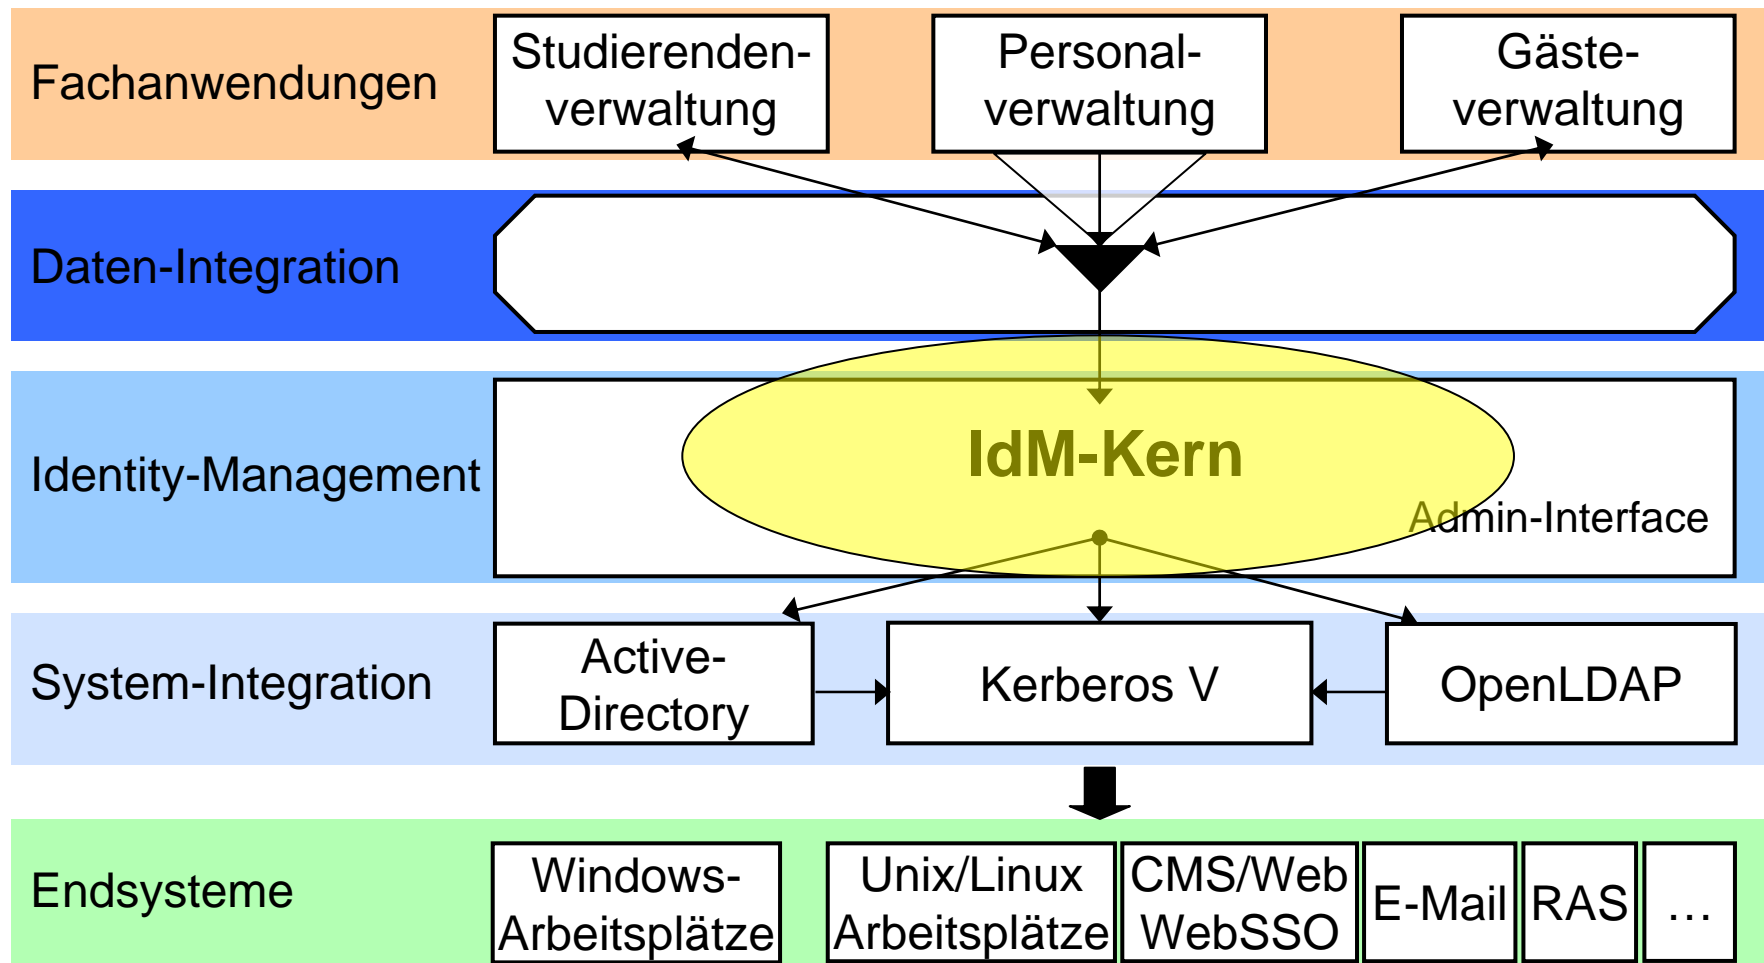 Fachanwendungen
Studierenden-
verwaltung
Personal-
verwaltung
Gäste-
verwaltung
Daten-Integration
Identity-Management
IdM-Kern
Admin-Interface
System-Integration
Active-
Directory
Kerberos V
OpenLDAP
Endsysteme
Windows-
Arbeitsplätze
Unix/Linux
Arbeitsplätze
CMS/Web
WebSSO
E-Mail
RAS
…